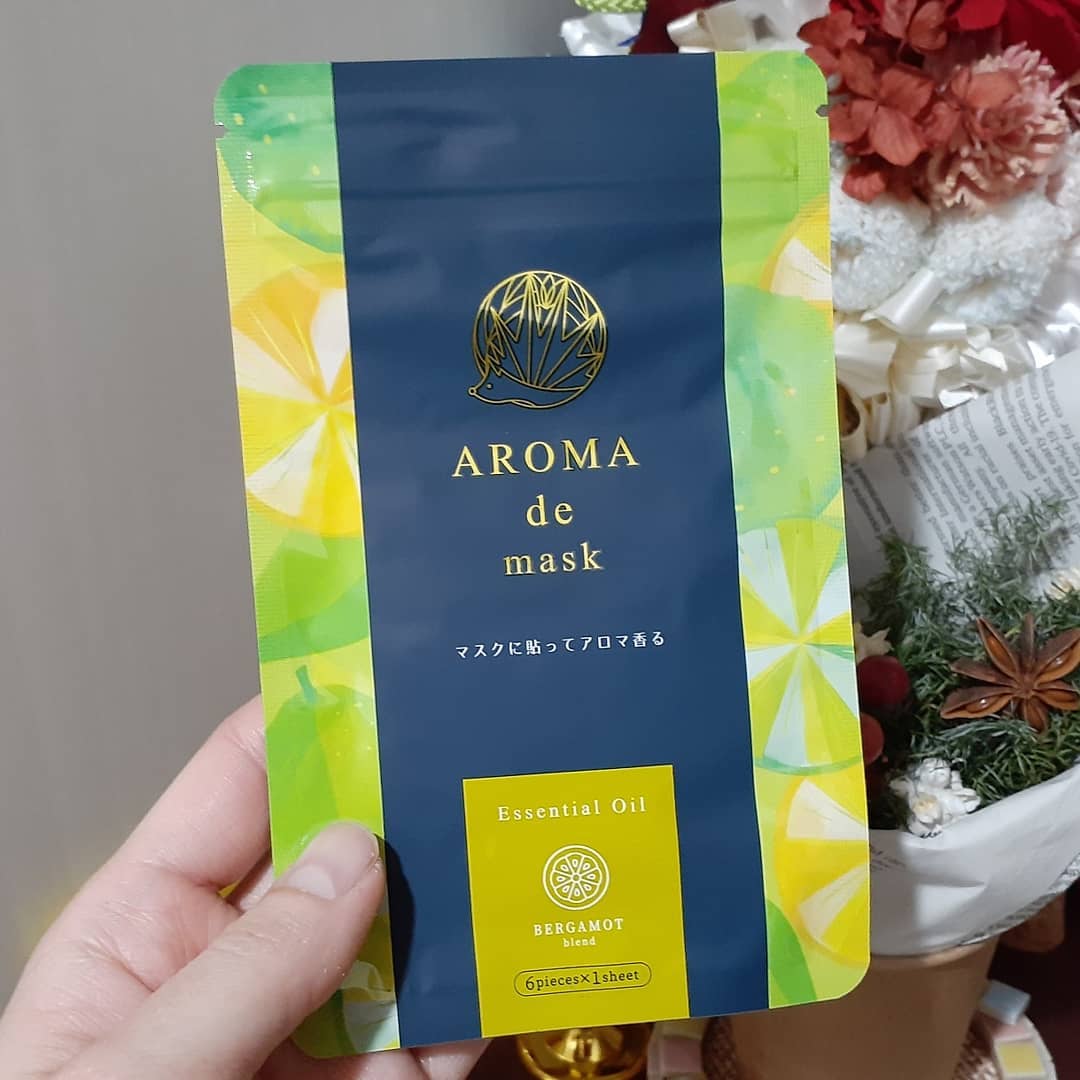 AROMA
de
mask
マスクに貼ってアロマ香る
Essential Oil
BERGAMOT
blend
6pieces×1sheet